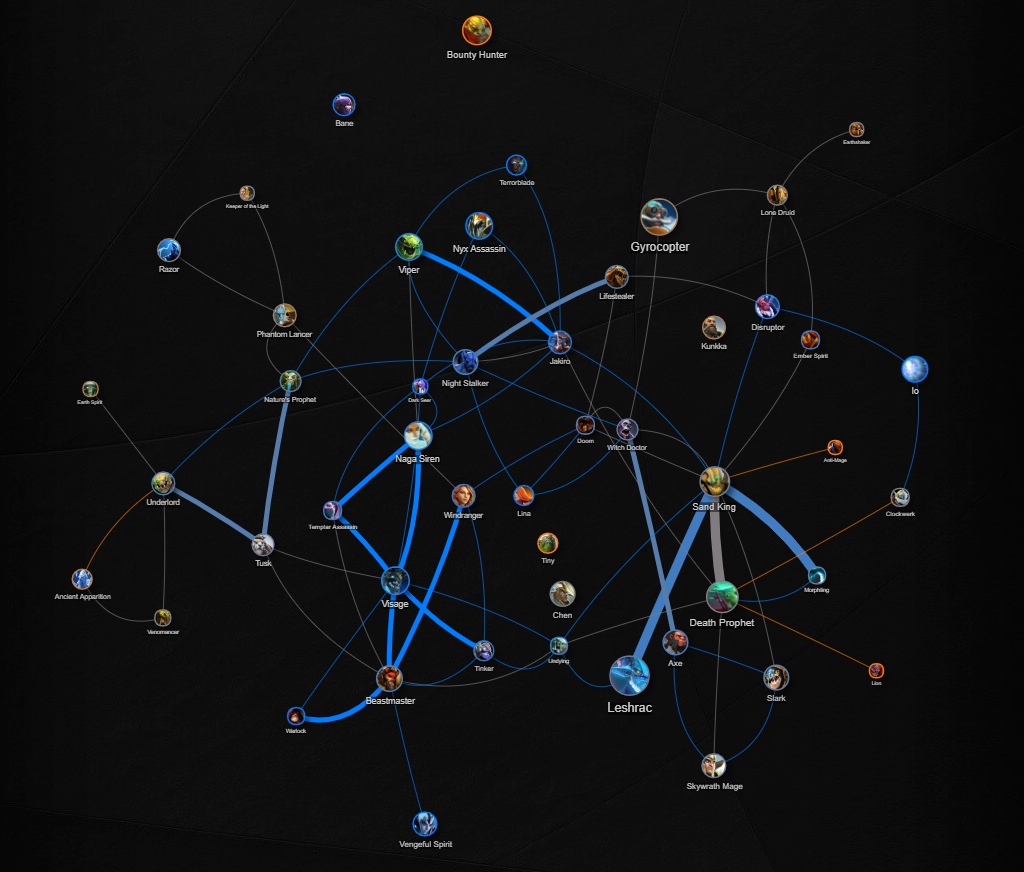 Bounty Hunter
Bane
Earthshaker
Terrorblade
Keeper of the Light
Lone Druid
Nyx Assassin
Gyrocopter
Razor
Viper
Lifestealer
Disruptor
Phantom Lancer
Kunkka
Ember Spirit
Jakiro
Night Stalker
Io
Nature's Prophet
Dark Seer
Earth Spirit
Doom
Witch Doctor
Naga Siren
Anti-Mage
Underlord
Sand King
Windranger
Lina
Clockwerk
Templar Assassin
Tusk
Tiny
Ancient Apparition
Morphling
Visage
Chen
Death Prophet
Venomancer
Undying
Axe
Tinker
Lion
Slark
Beastmaster
Leshrac
Warlock
Skywrath Mage
Vengeful Spirit